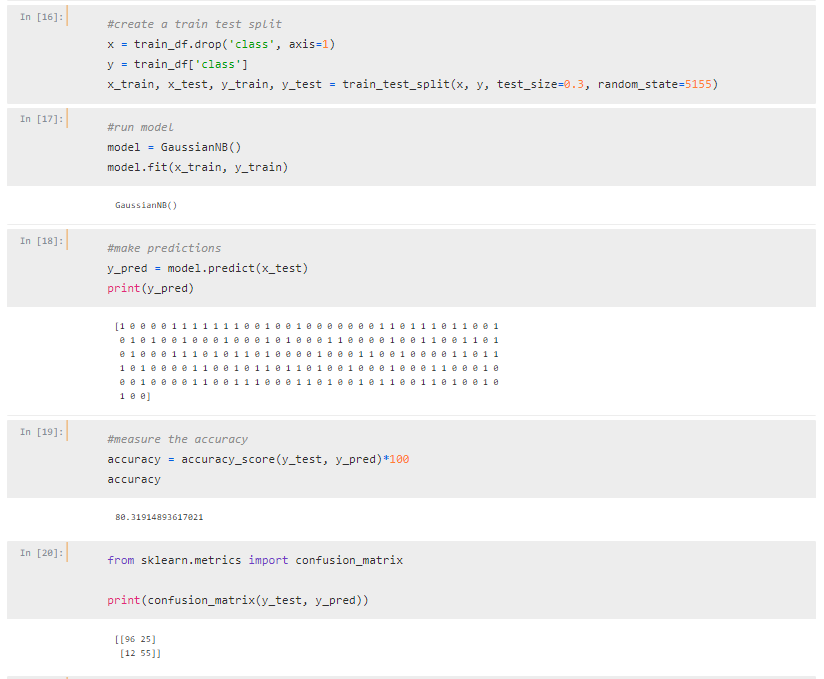 In [16]:
#create a train test split
x = train_df.drop('class', axis=1)
y = train_df['class']
x_train, x_test, y_train, y_test = train_test_split(x, y, test_size=0.3, random_state=5155)
In [17]:
#run model
model = GaussianNB()
model.fit(x_train, y_train)
GaussianNB()
In [18]:
#make predictions
y_pred = model.predict(x_test)
print(y_pred)
[1 0 0 0 0 1 1 1 1 1 1 1 0 0 1 0 0 1 0 0 0 0 0 0 0 1 1 0 1 1 1 0 1 1 0 0 1
0 1 0 1 0 0 1 0 0 0 1 0 0 0 1 0 1 0 0 0 1 1 0 0 0 0 1 0 0 1 1 0 0 1 1 0 1
0 1 0 0 0 1 1 1 0 1 0 1 1 0 1 0 0 0 0 1 0 0 0 1 1 0 0 1 0 0 0 0 1 1 0 1 1
1 0 1 0 0 0 0 1 1 0 0 1 0 1 1 0 1 1 0 1 0 0 1 0 0 0 1 0 0 0 1 1 0 0 0 1 0
0 0 1 0 0 0 0 1 1 0 0 1 1 1 0 0 0 1 1 0 1 0 0 1 0 1 1 0 0 1 1 0 1 0 0 1 0
1 0 0]
In [19]:
#measure the accuracy
accuracy = accuracy_score(y_test, y_pred)*100
accuracy
80.31914893617021
In [20]:
from sklearn.metrics import confusion_matrix
print(confusion_matrix(y_test, y_pred))
[[96 25]
[12 55]]